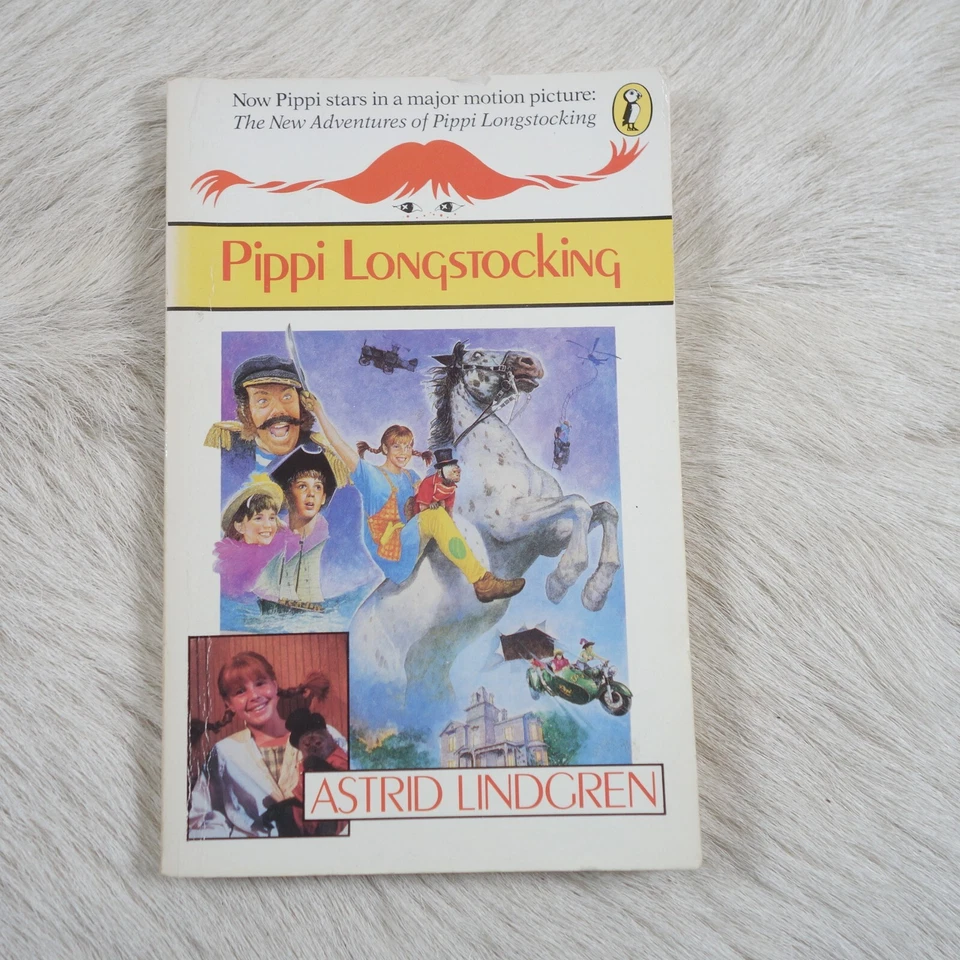 Now Pippi stars in a major motion picture:
The New Adventures of Pippi Longstocking
Pippi Longstocking
ASTRID LINDGREN